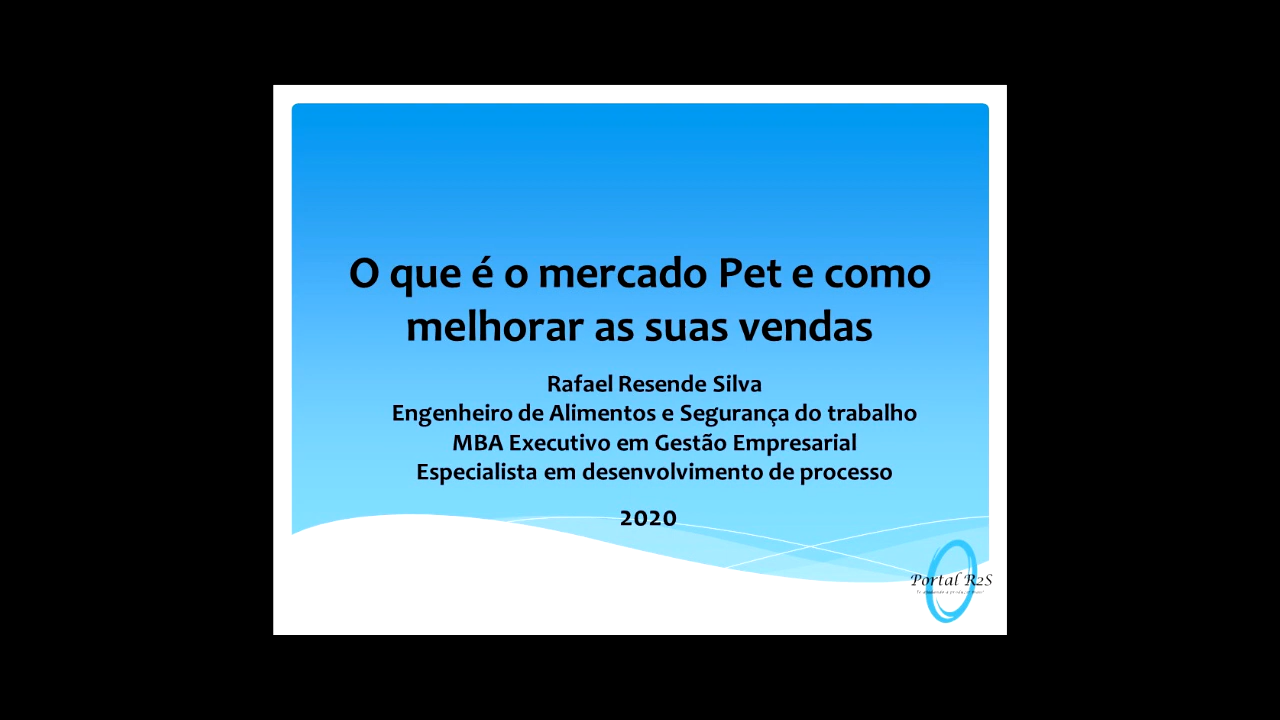 O que é o mercado Pet e como
melhorar as suas vendas
Rafael Resende Silva
Engenheiro de Alimentos e Segurança do trabalho
MBA Executivo em Gestão Empresarial
Especialista em desenvolvimento de processo
2020
Portal R2S